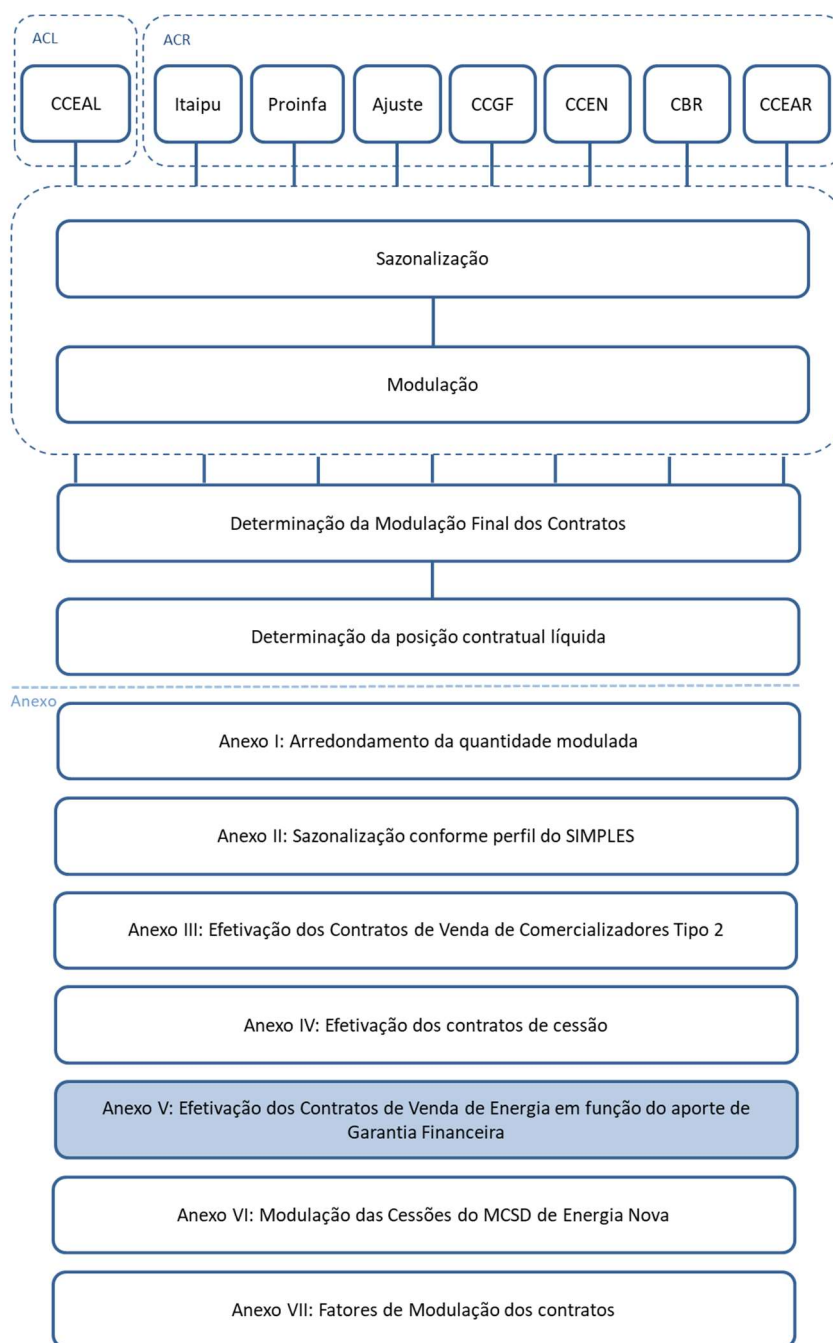 ACL
ACR
CCEAL
Itaipu
Proinfa
Ajuste
CCGF
CCEN
CBR
CCEAR
Sazonalização
Modulação
Determinação da Modulação Final dos Contratos
Determinação da posição contratual líquida
Anexo
Anexo I: Arredondamento da quantidade modulada
Anexo II: Sazonalização conforme perfil do SIMPLES
Anexo III: Efetivação dos Contratos de Venda de Comercializadores Tipo 2
Anexo IV: Efetivação dos contratos de cessão
Anexo V: Efetivação dos Contratos de Venda de Energia em função do aporte de
Garantia Financeira
Anexo VI: Modulação das Cessões do MCSD de Energia Nova
Anexo VII: Fatores de Modulação dos contratos